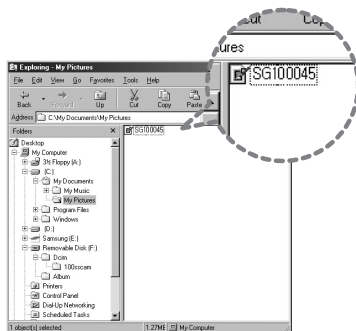 Exploring - My Pictures
File Edit View Go Favorites Tools Help
Back Forward Up Cut Copy Paste
Address C:\My Documents\My Pictures
Folders
Desktop
My Computer
3½ Floppy (A:)
(C:)
My Documents
My Music
My Pictures
Program Files
Windows
(D:)
Samsung (E:)
Removable Disk (F:)
Dcim
100sscam
Album
Printers
Control Panel
Dial-Up Networking
Scheduled Tasks
SG100045
1 object(s) selected 1.27MB My Computer
ures
SG100045